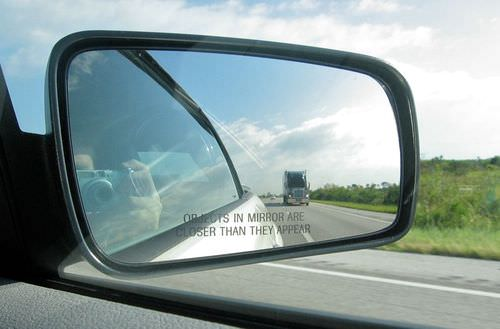 OBJECTS IN MIRROR ARE
CLOSER THAN THEY APPEAR